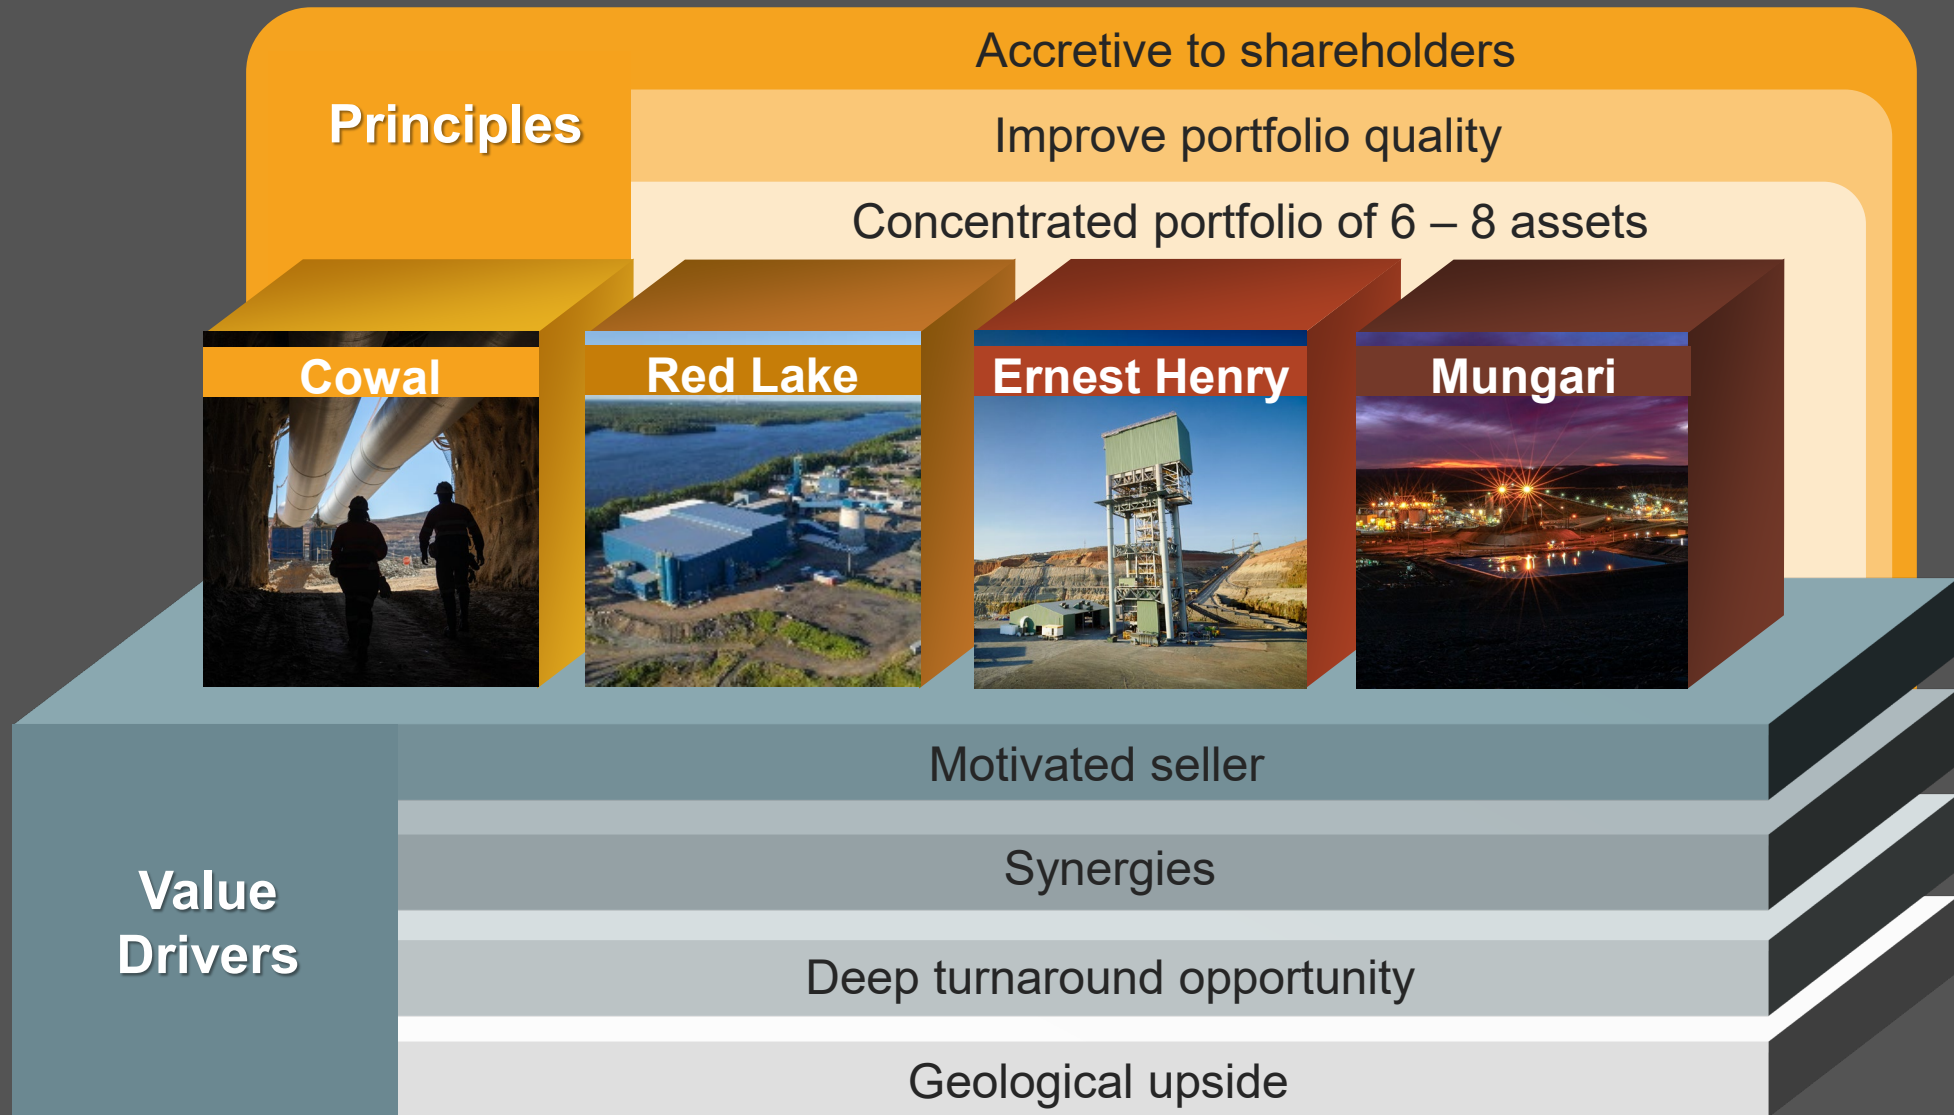 Accretive to shareholders
Principles
Improve portfolio quality
Concentrated portfolio of 6 – 8 assets
Cowal
Red Lake
Ernest Henry
Mungari
Motivated seller
Value
Drivers
Synergies
Deep turnaround opportunity
Geological upside